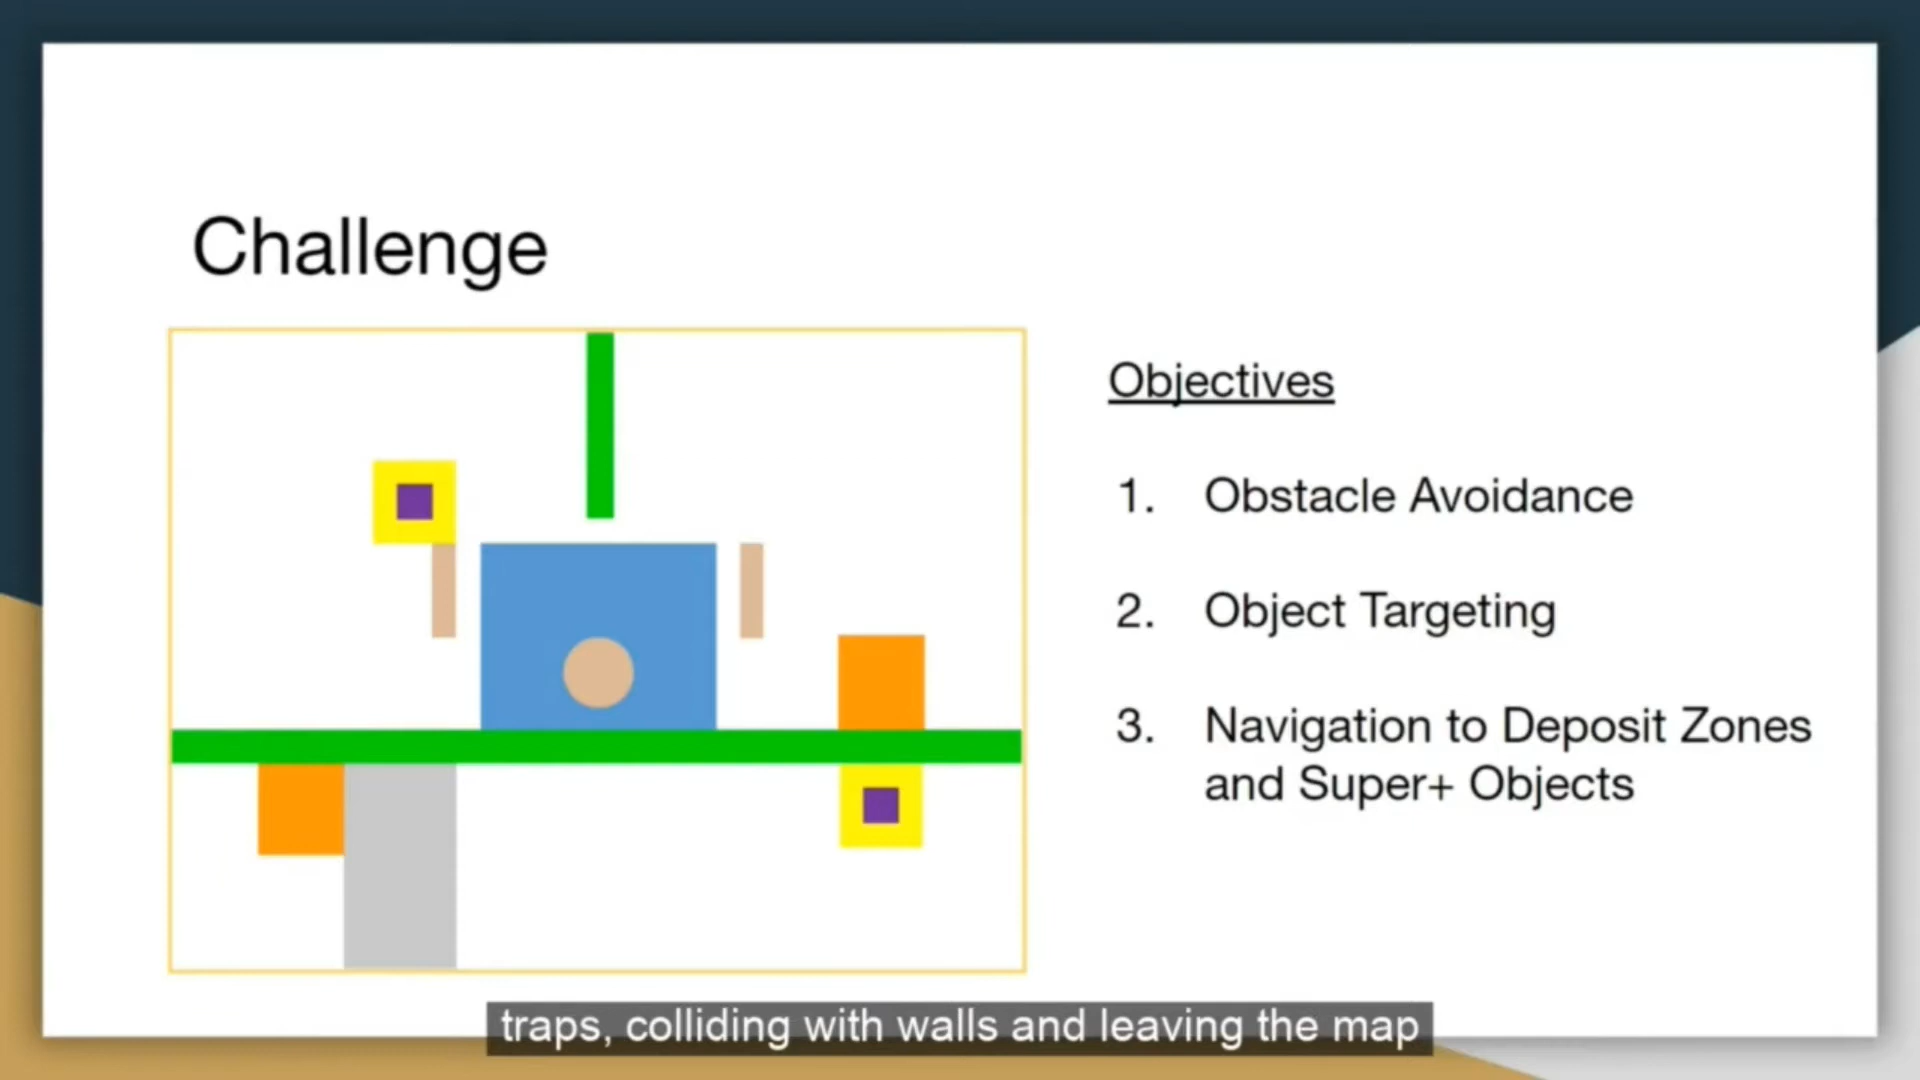 Challenge
Objectives
1. Obstacle Avoidance
2. Object Targeting
3. Navigation to Deposit Zones
and Super+ Objects
traps, colliding with walls and leaving the map